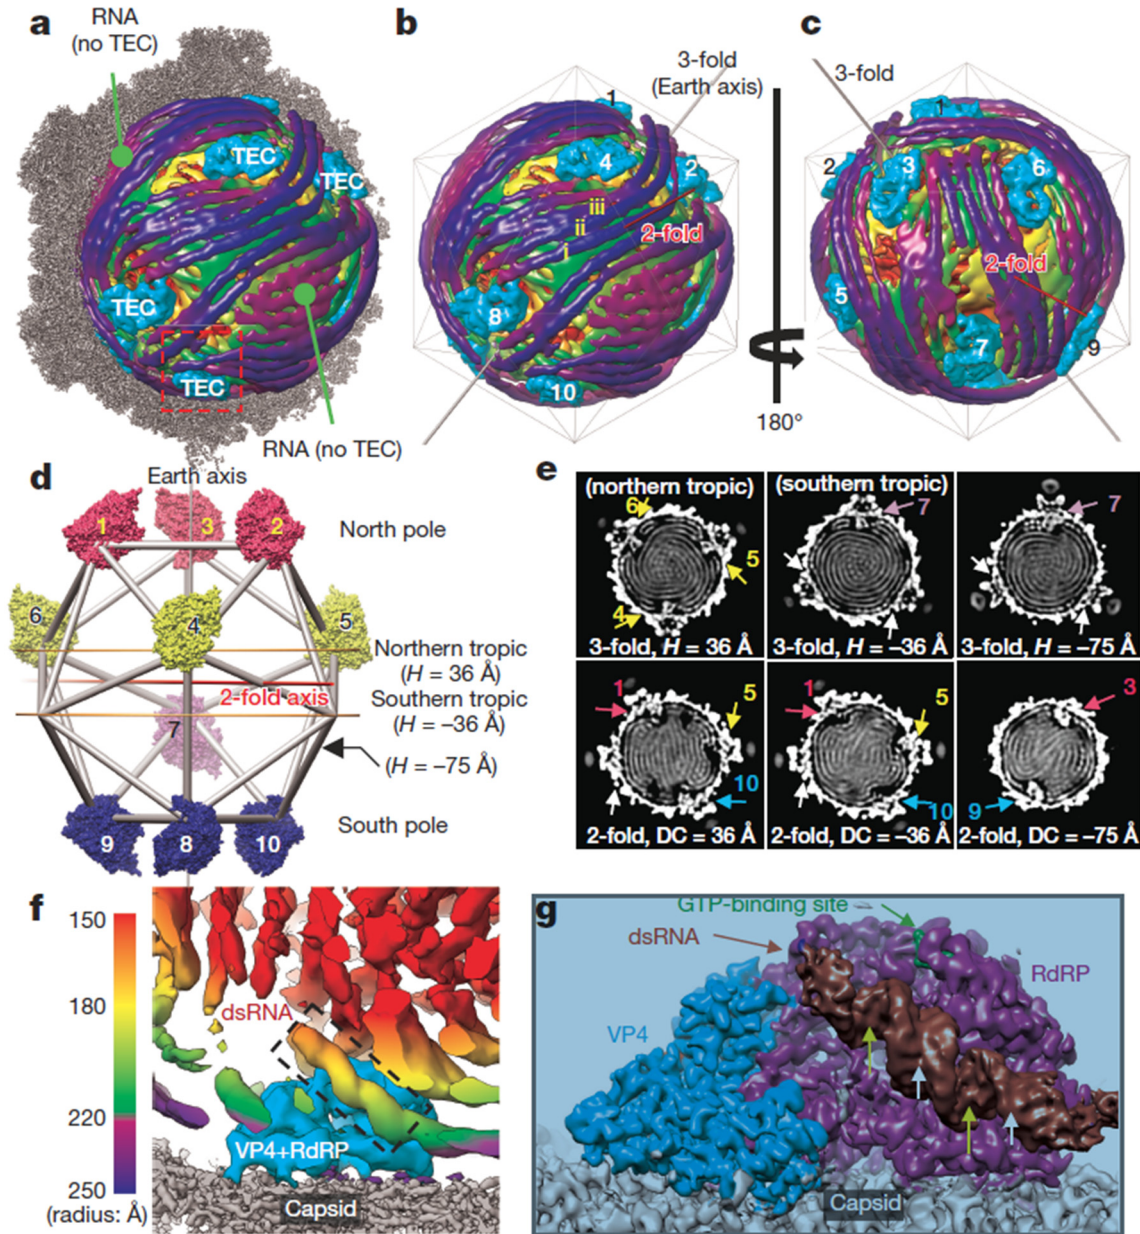 a
RNA
(no TEC)
TEC
TEC
TEC
TEC
RNA (no TEC)
b
3-fold
(Earth axis)
1
4
2
iii
ii
i
2-fold
8
10
180°
c
3-fold
1
2
3
6
5
2-fold
7
9
d
Earth axis
1
3
2
North pole
6
4
5
Northern tropic
(H = 36 Å)
2-fold axis
Southern tropic
(H = –36 Å)
7
(H = –75 Å)
9
8
10
South pole
e
(northern tropic)
6
5
4
3-fold, H = 36 Å
(southern tropic)
7
3-fold, H = –36 Å
7
3-fold, H = –75 Å
1
5
10
2-fold, DC = 36 Å
1
5
10
2-fold, DC = –36 Å
3
9
2-fold, DC = –75 Å
f
150
180
220
250
(radius: Å)
dsRNA
VP4+RdRP
Capsid
g
GTP-binding site
dsRNA
RdRP
VP4
Capsid